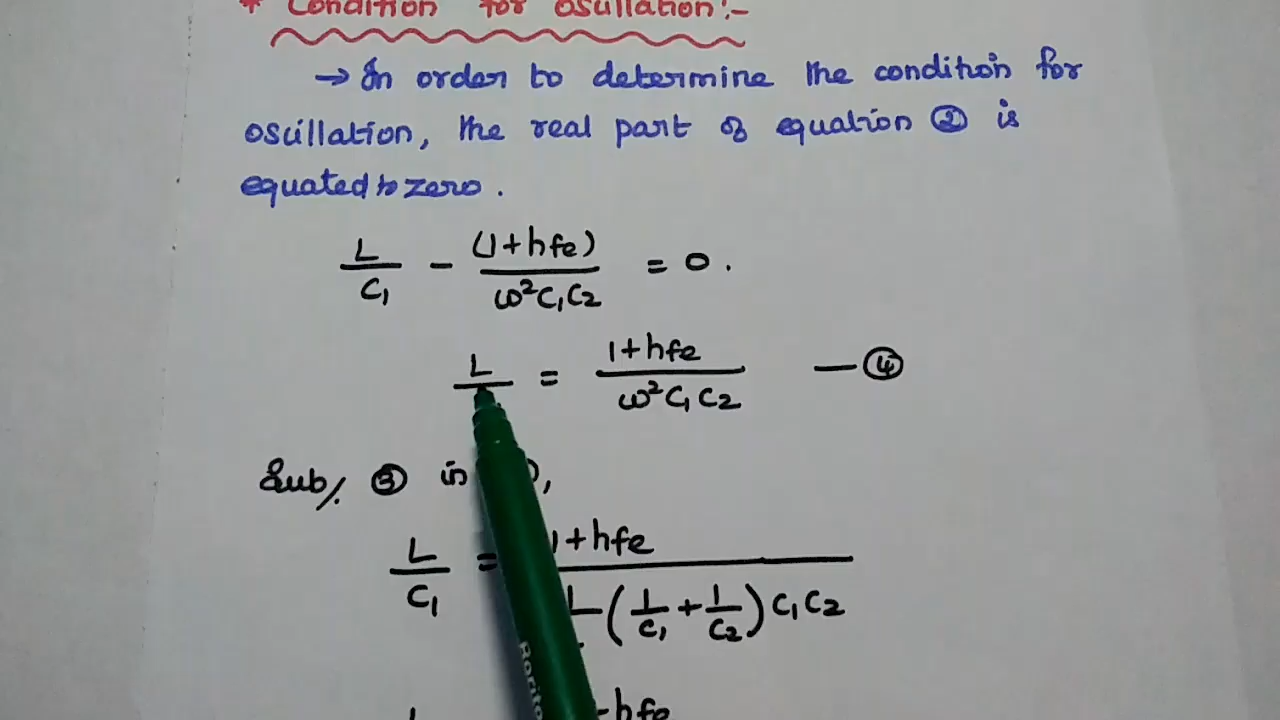 * Condition for oscillation:-
→ In order to determine the condition for
oscillation, the real part of equation ② is
equated to zero.
L/C₁ - (1+hfe)/ω²C₁C₂ = 0.
L/ = 1+hfe/ω²C₁C₂ — ④
Sub/. ③ in ,
L/C₁ = 1+hfe/(1/C₁ + 1/C₂) C₁C₂
hfe